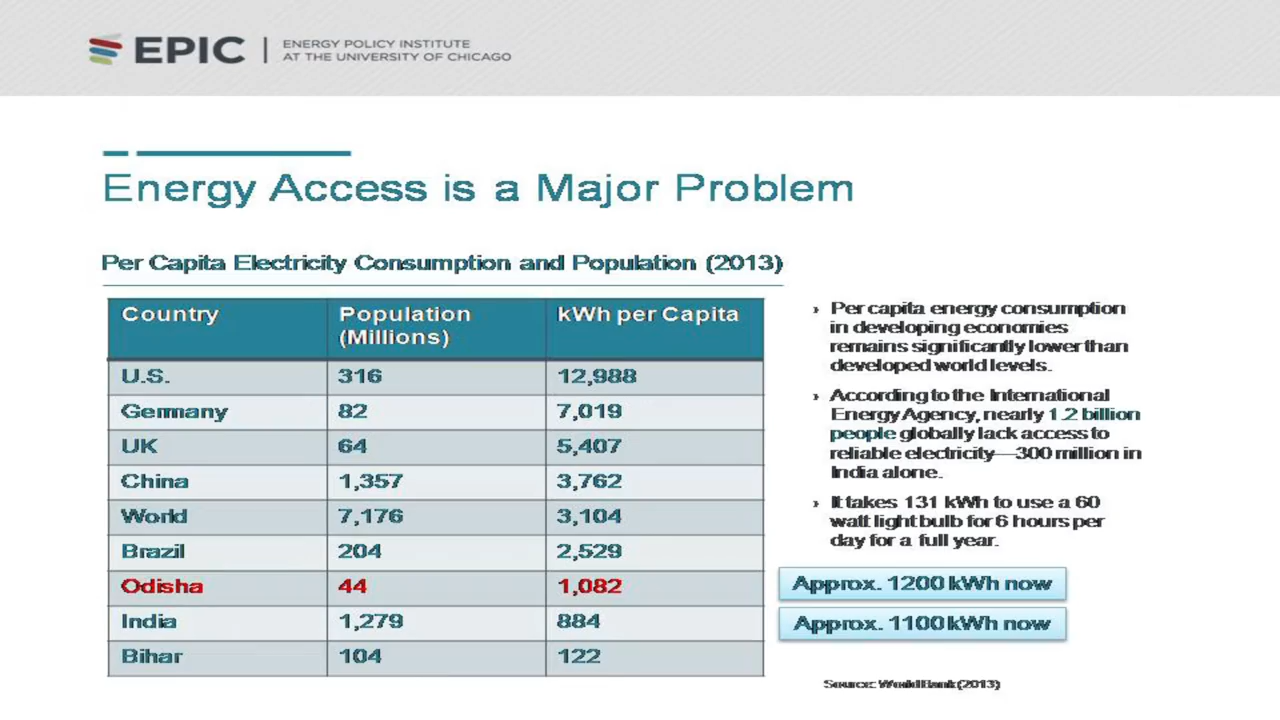 EPIC | ENERGY POLICY INSTITUTE
AT THE UNIVERSITY OF CHICAGO
Energy Access is a Major Problem
Per Capita Electricity Consumption and Population (2013)
Country Population (Millions) kWh per Capita
U.S. 316 12,988
Germany 82 7,019
UK 64 5,407
China 1,357 3,762
World 7,176 3,104
Brazil 204 2,529
Odisha 44 1,082
India 1,279 884
Bihar 104 122
› Per capita energy consumption
in developing economies
remains significantly lower than
developed world levels.
› According to the International
Energy Agency, nearly 1.2 billion
people globally lack access to
reliable electricity—300 million in
India alone.
› It takes 131 kWh to use a 60
watt light bulb for 6 hours per
day for a full year.
Approx. 1200 kWh now
Approx. 1100 kWh now
Source: World Bank (2013)